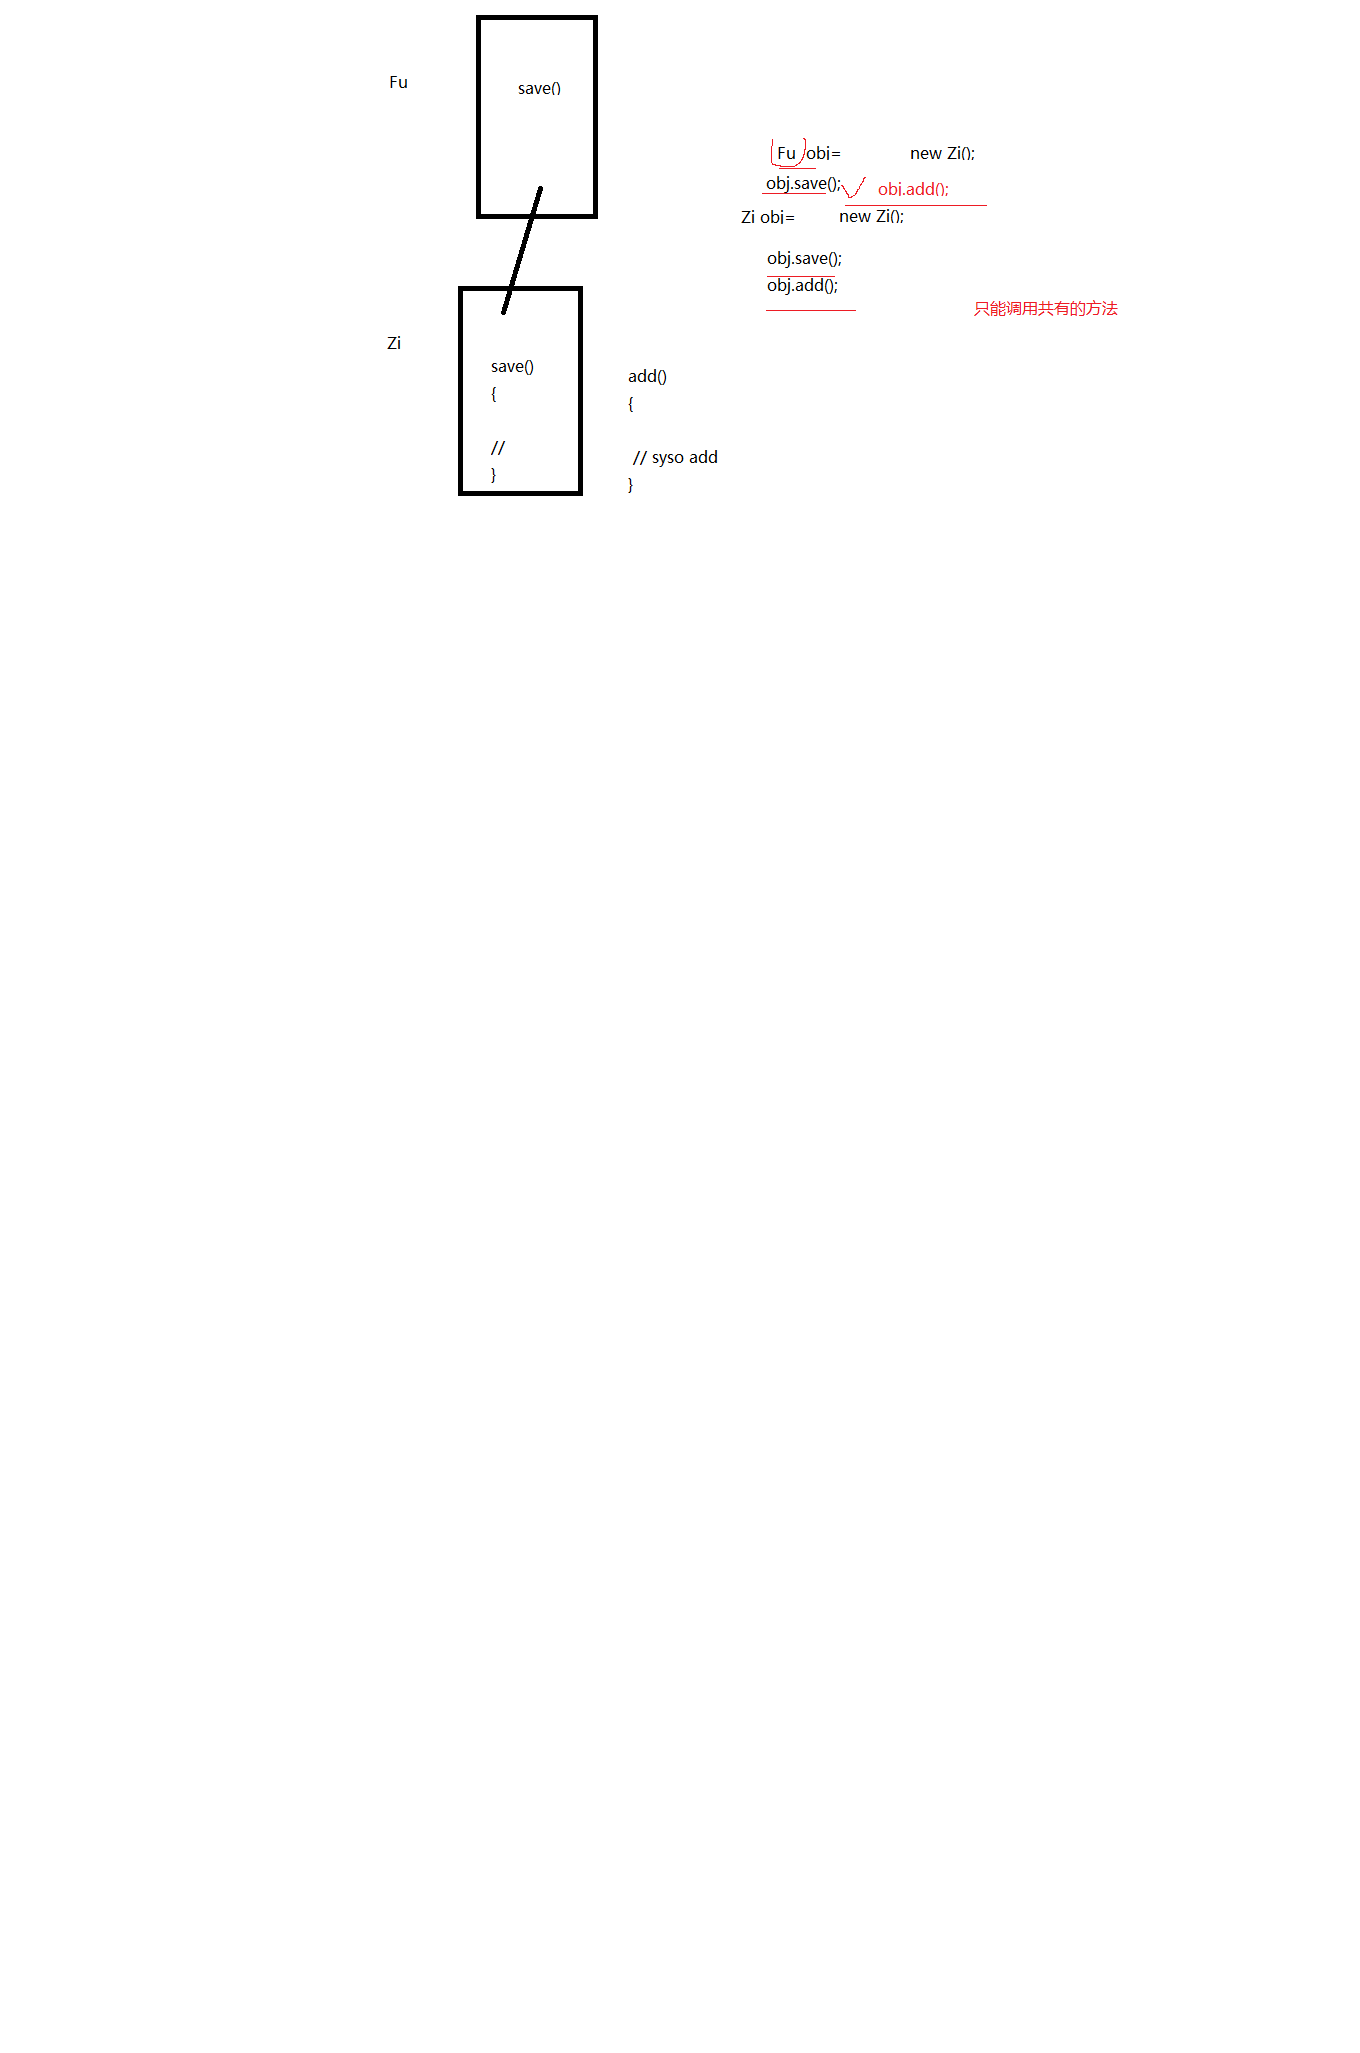 Fu
save()
Fu obj= new Zi();
obj.save(); obj.add();
Zi obj= new Zi();
obj.save();
obj.add();
只能调用共有的方法
Zi
save()
{
//
}
add()
{
// syso add
}